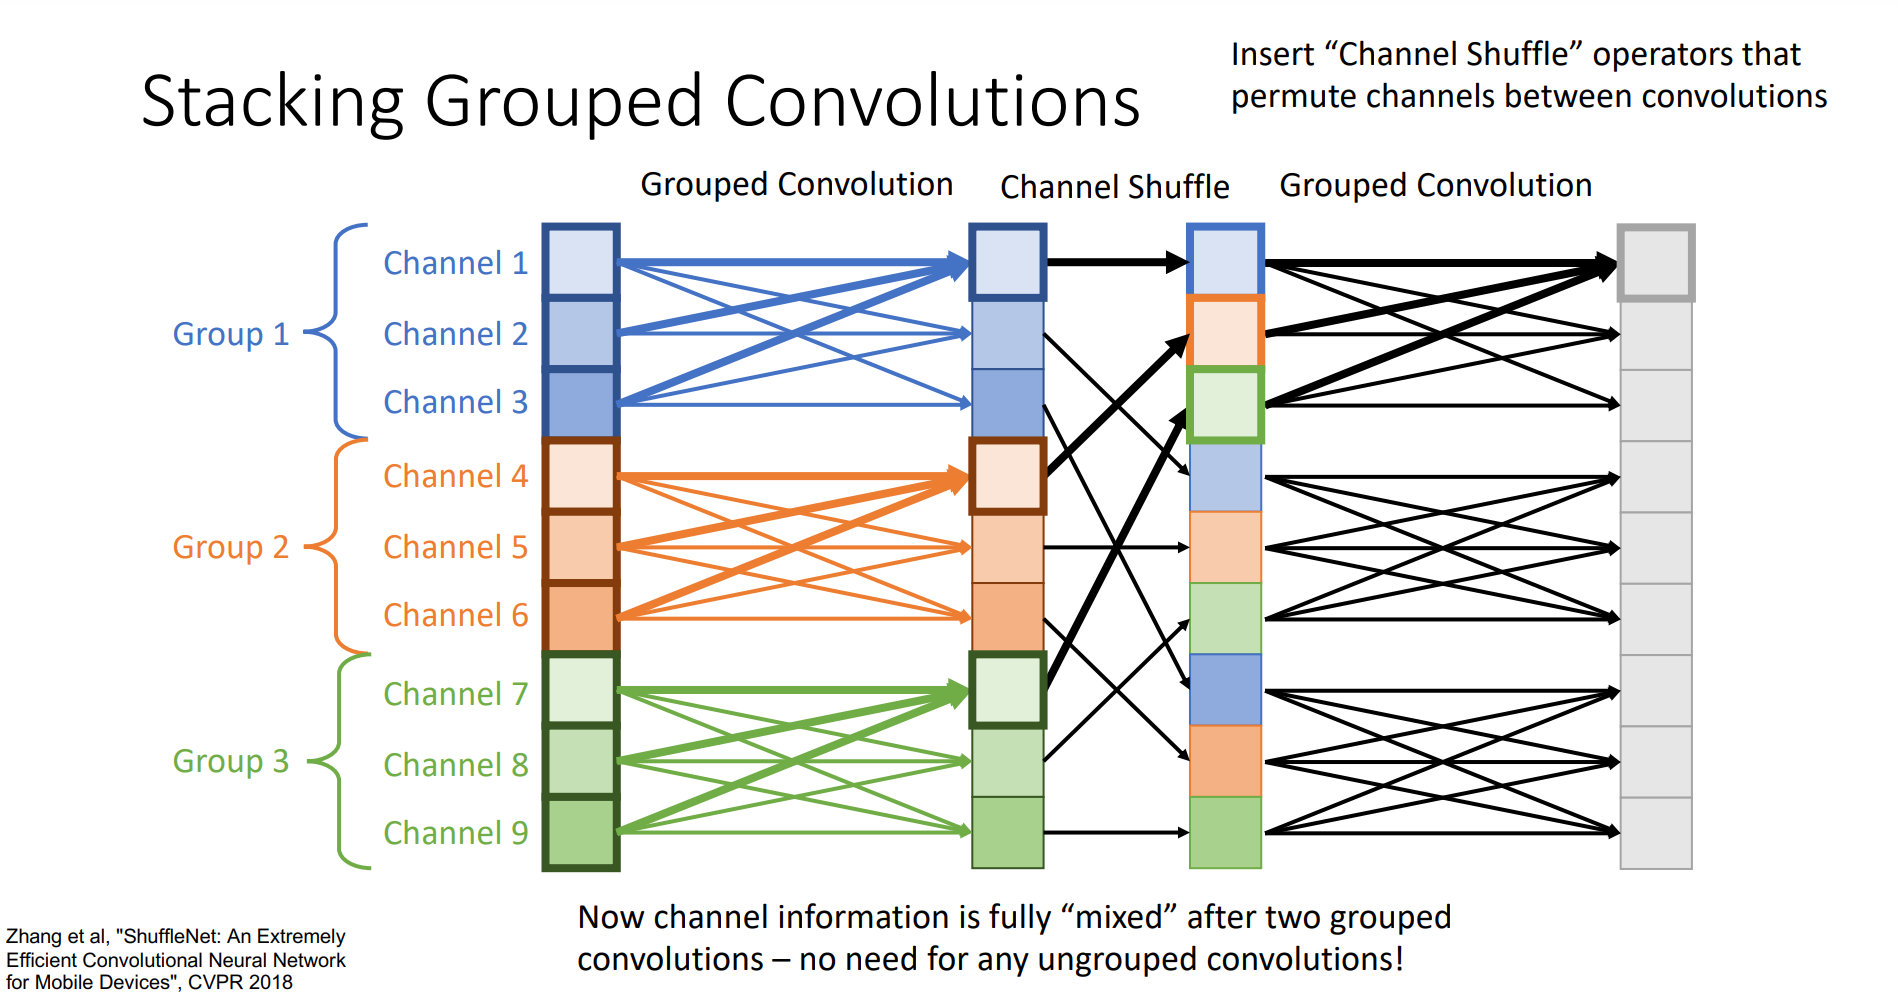 Stacking Grouped Convolutions
Insert “Channel Shuffle” operators that
permute channels between convolutions
Grouped Convolution
Channel Shuffle
Grouped Convolution
Group 1
Channel 1
Channel 2
Channel 3
Group 2
Channel 4
Channel 5
Channel 6
Group 3
Channel 7
Channel 8
Channel 9
Now channel information is fully “mixed” after two grouped
convolutions – no need for any ungrouped convolutions!
Zhang et al, "ShuffleNet: An Extremely
Efficient Convolutional Neural Network
for Mobile Devices", CVPR 2018